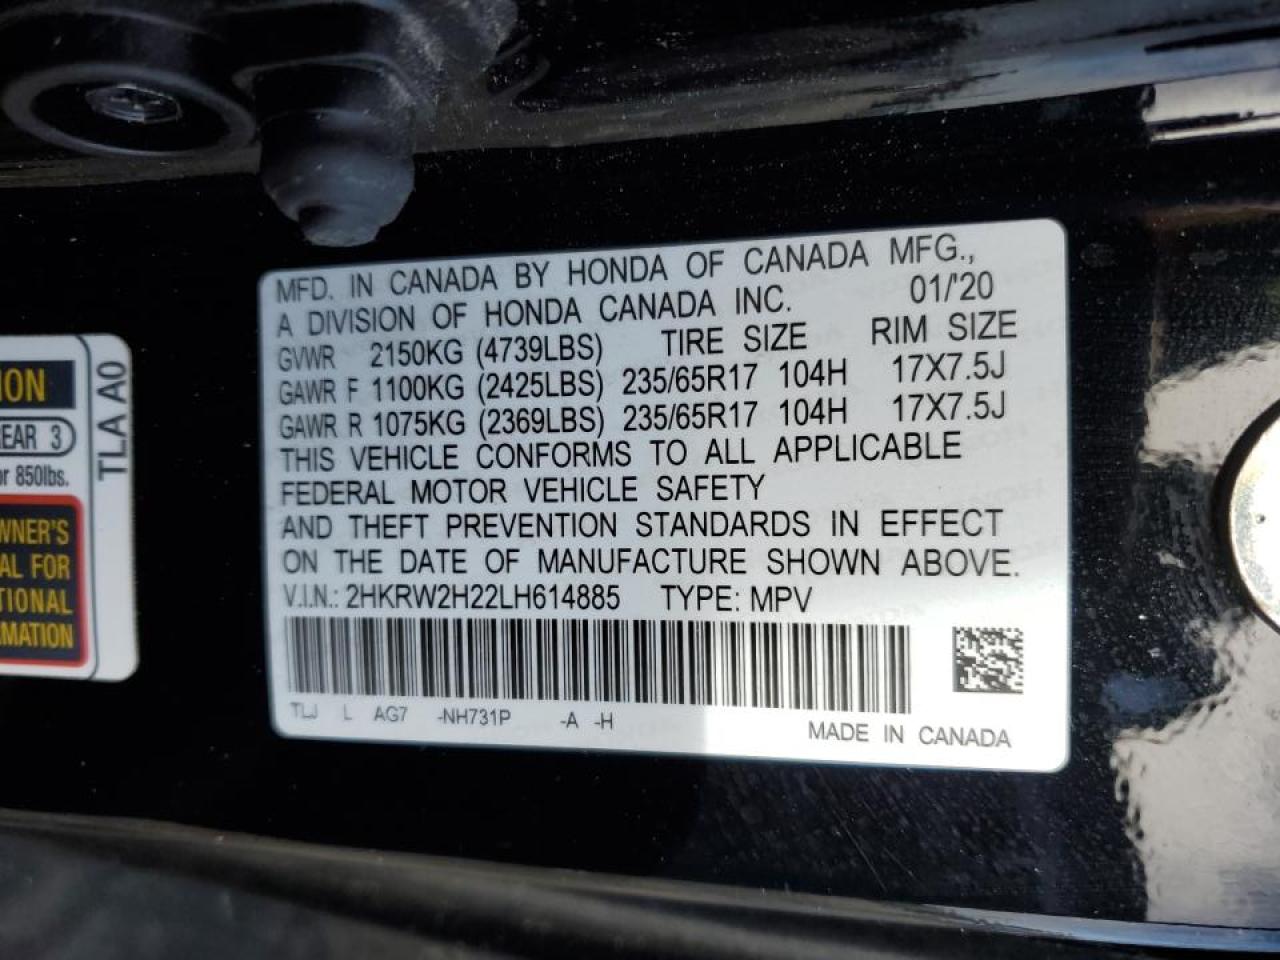 MFD. IN CANADA BY HONDA OF CANADA MFG.,
A DIVISION OF HONDA CANADA INC. 01/'20
GVWR 2150KG (4739LBS) TIRE SIZE RIM SIZE
GAWR F 1100KG (2425LBS) 235/65R17 104H 17X7.5J
GAWR R 1075KG (2369LBS) 235/65R17 104H 17X7.5J
THIS VEHICLE CONFORMS TO ALL APPLICABLE
FEDERAL MOTOR VEHICLE SAFETY
AND THEFT PREVENTION STANDARDS IN EFFECT
ON THE DATE OF MANUFACTURE SHOWN ABOVE.
V.I.N.: 2HKRW2H22LH614885 TYPE: MPV
TLJ L AG7 -NH731P -A -H
MADE IN CANADA
ION
EAR 3
or 850lbs.
WNER'S
AL FOR
TIONAL
MATION
TLA A0